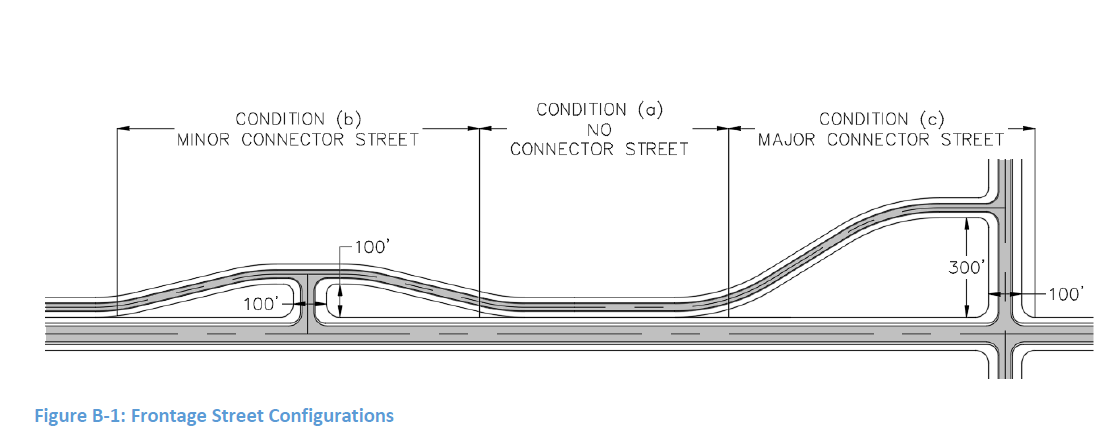 CONDITION (b)
MINOR CONNECTOR STREET
CONDITION (a)
NO
CONNECTOR STREET
CONDITION (c)
MAJOR CONNECTOR STREET
100'
100'
300'
100'
Figure B-1: Frontage Street Configurations